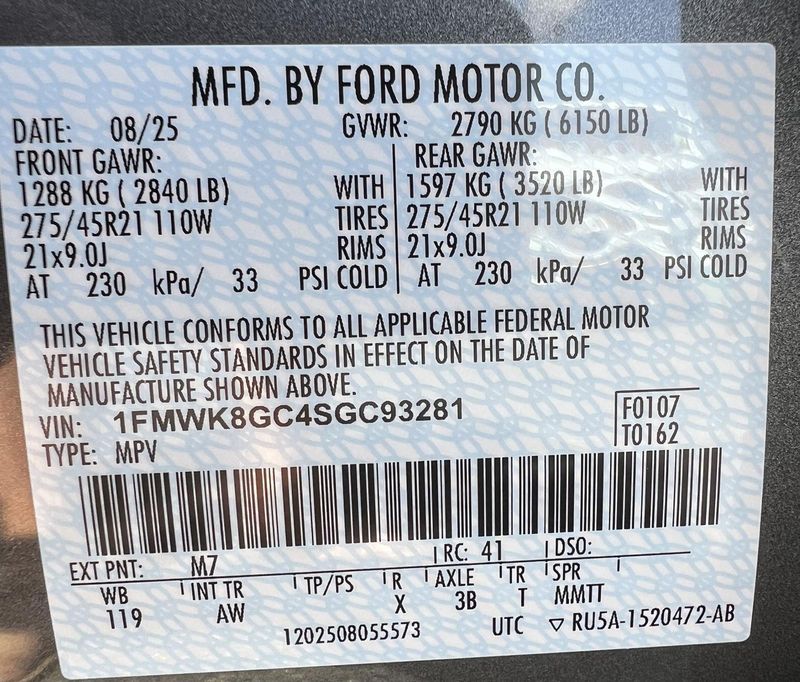 MFD. BY FORD MOTOR CO.
DATE: 08/25 GVWR: 2790 KG ( 6150 LB)
FRONT GAWR: REAR GAWR:
1288 KG ( 2840 LB) WITH 1597 KG ( 3520 LB) WITH
275/45R21 110W TIRES 275/45R21 110W TIRES
21x9.0J RIMS 21x9.0J RIMS
AT 230 kPa/ 33 PSI COLD AT 230 kPa/ 33 PSI COLD
THIS VEHICLE CONFORMS TO ALL APPLICABLE FEDERAL MOTOR
VEHICLE SAFETY STANDARDS IN EFFECT ON THE DATE OF
MANUFACTURE SHOWN ABOVE.
VIN: 1FMWK8GC4SGC93281 F0107
TYPE: MPV T0162
EXT PNT: M7 RC: 41 DSO:
WB INT TR TP/PS R AXLE TR SPR
119 AW X 3B T MMTT
1202508055573 UTC ▽ RU5A-1520472-AB